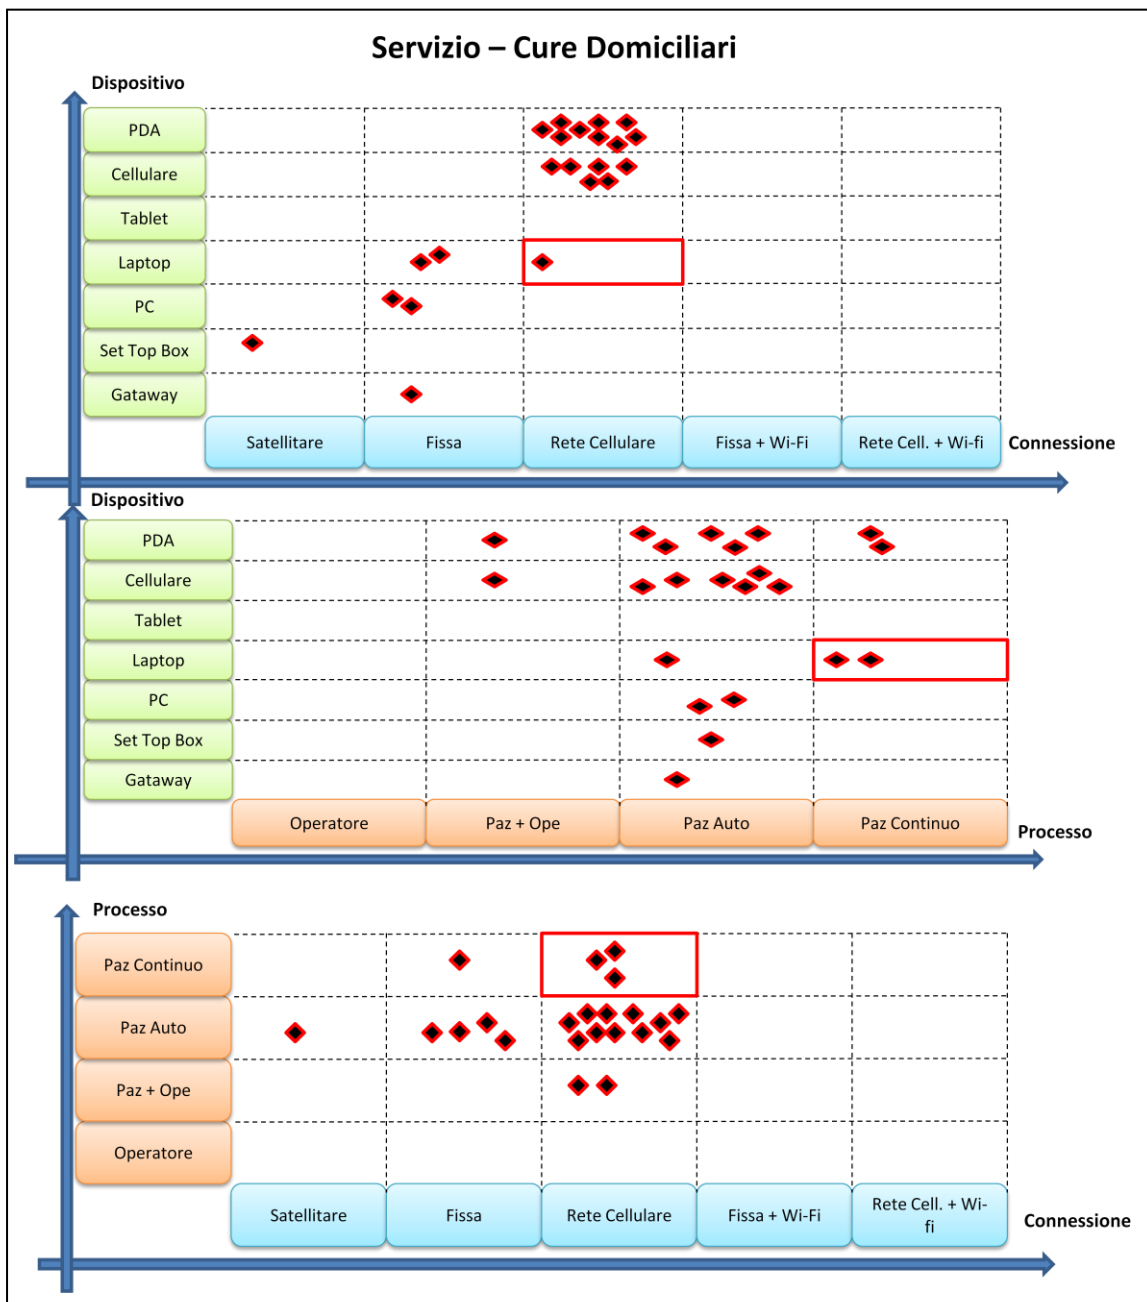 Servizio – Cure Domiciliari
Dispositivo
PDA
Cellulare
Tablet
Laptop
PC
Set Top Box
Gataway
Satellitare
Fissa
Rete Cellulare
Fissa + Wi-Fi
Rete Cell. + Wi-fi
Connessione
Dispositivo
PDA
Cellulare
Tablet
Laptop
PC
Set Top Box
Gataway
Operatore
Paz + Ope
Paz Auto
Paz Continuo
Processo
Processo
Paz Continuo
Paz Auto
Paz + Ope
Operatore
Satellitare
Fissa
Rete Cellulare
Fissa + Wi-Fi
Rete Cell. + Wi-
fi
Connessione